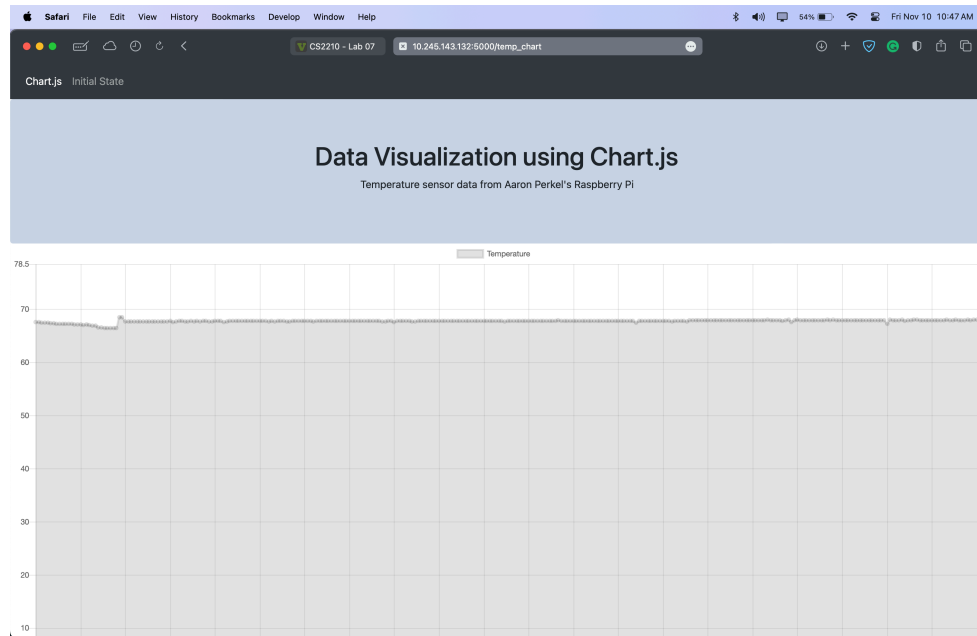 Safari File Edit View History Bookmarks Develop Window Help 54% Fri Nov 10 10:47 AM
CS2210 - Lab 07 10.245.143.132:5000/temp_chart
Chart.js Initial State
Data Visualization using Chart.js
Temperature sensor data from Aaron Perkel's Raspberry Pi
Temperature
78.5
70
60
50
40
30
20
10